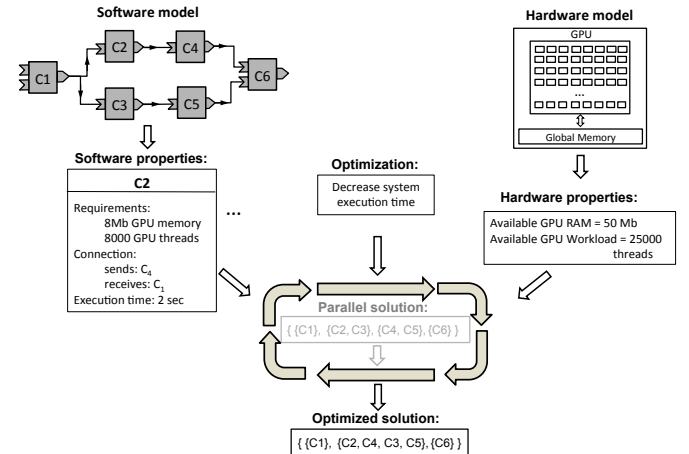 Software model
C1
C2
C4
C6
C3
C5
Hardware model
GPU
...
Global Memory
Software properties:
C2
Requirements:
8Mb GPU memory
8000 GPU threads
Connection:
sends: C4
receives: C1
Execution time: 2 sec
...
Optimization:
Decrease system
execution time
Hardware properties:
Available GPU RAM = 50 Mb
Available GPU Workload = 25000
threads
Parallel solution:
{ {C1}, {C2, C3}, {C4, C5}, {C6} }
Optimized solution:
{ {C1}, {C2, C4, C3, C5}, {C6} }